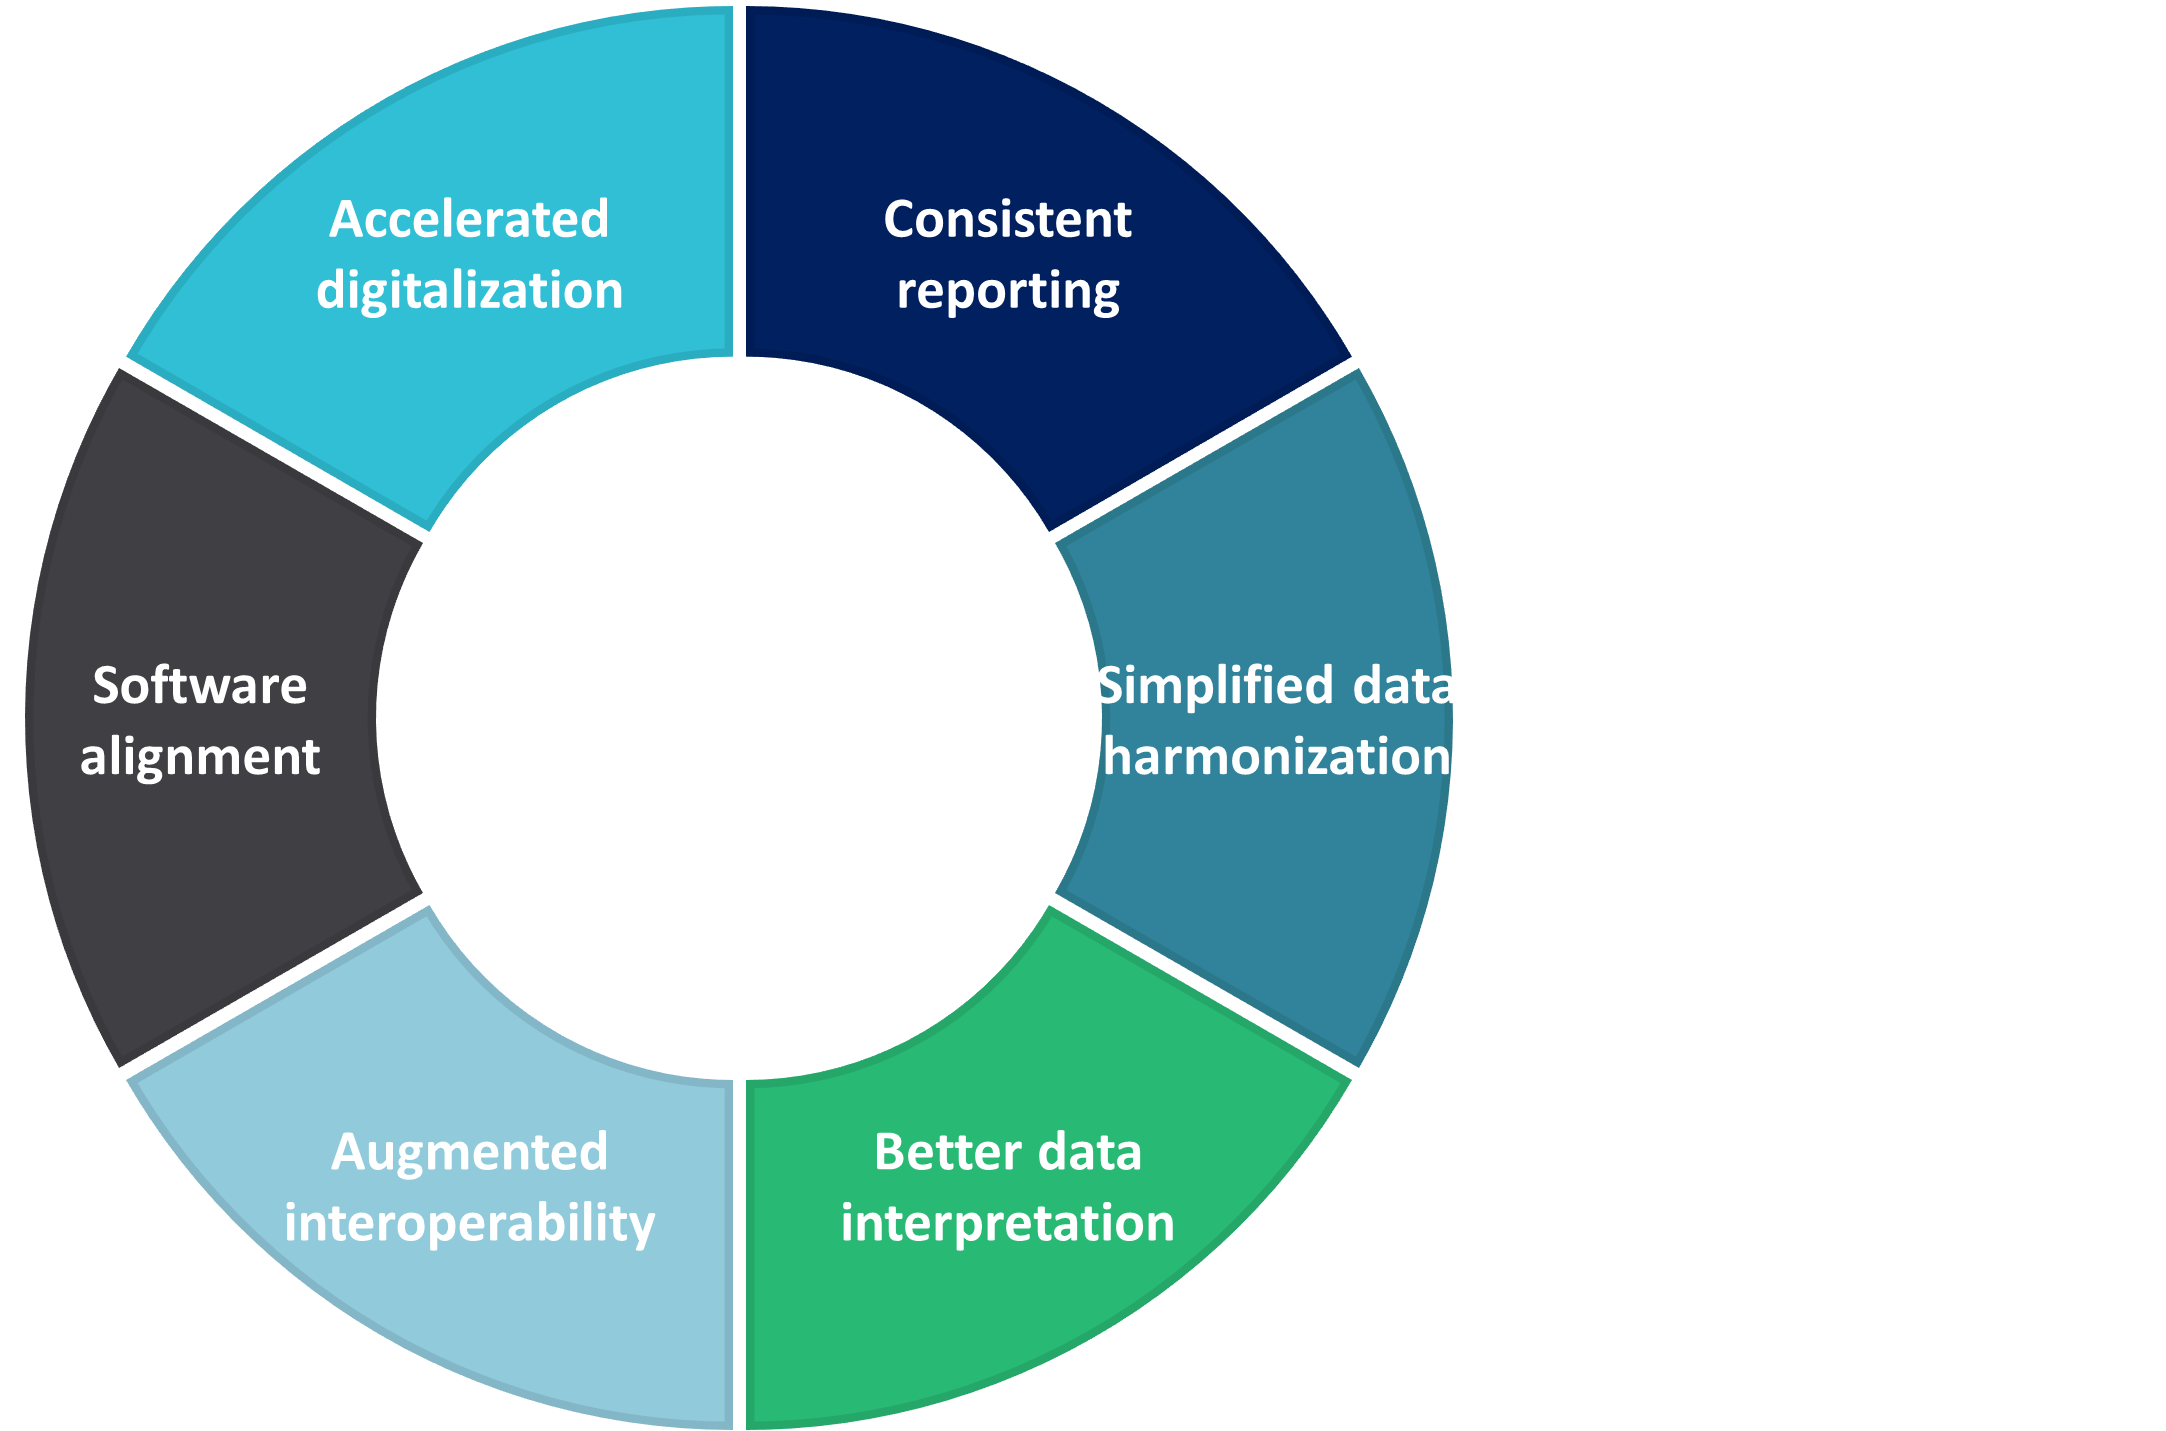 Accelerated
digitalization
Consistent
reporting
Software
alignment
Simplified data
harmonization
Augmented
interoperability
Better data
interpretation